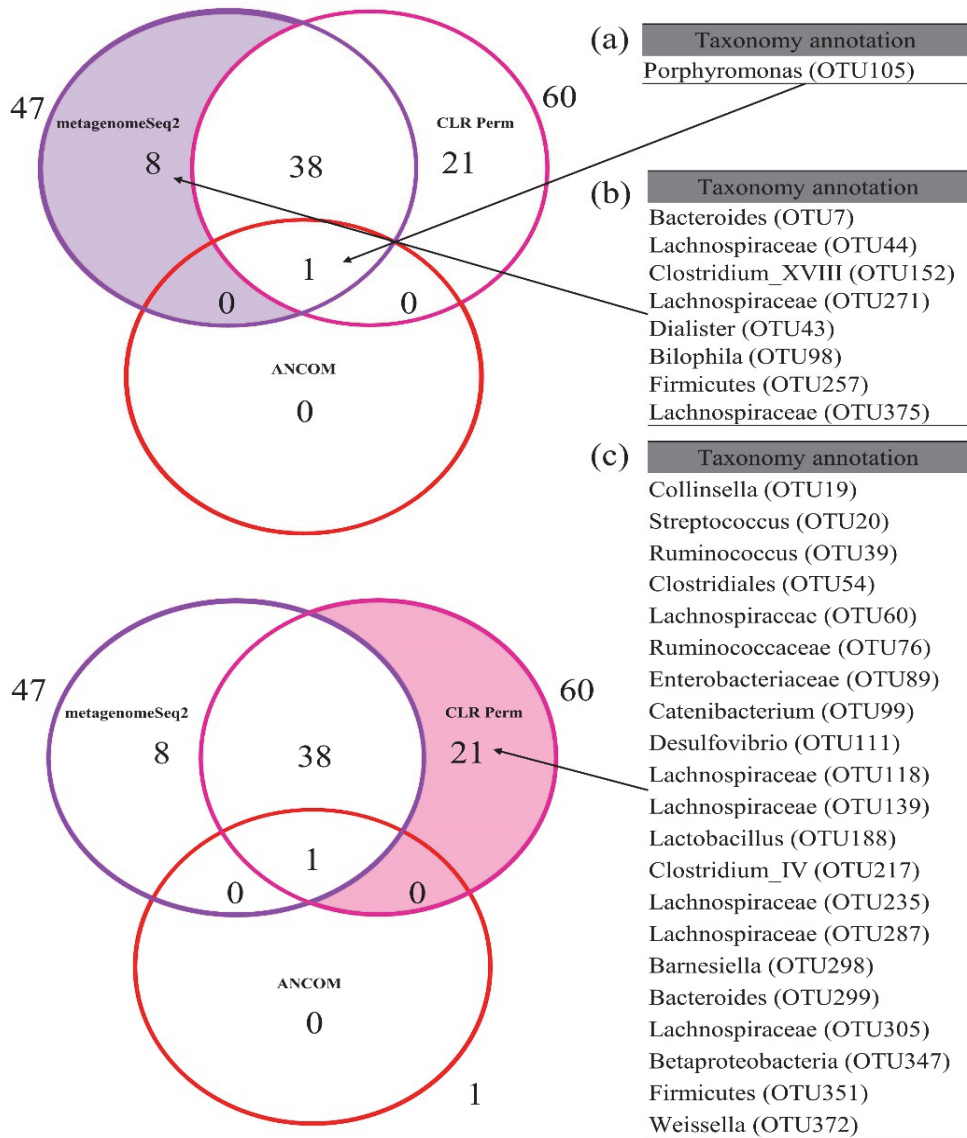 (a)
Taxonomy annotation
Porphyromonas (OTU105)
47
60
metagenomeSeq2
CLR Perm
8
38
21
1
0
0
ANCOM
0
(b)
Taxonomy annotation
Bacteroides (OTU7)
Lachnospiraceae (OTU44)
Clostridium_XVIII (OTU152)
Lachnospiraceae (OTU271)
Dialister (OTU43)
Bilophila (OTU98)
Firmicutes (OTU257)
Lachnospiraceae (OTU375)
(c)
Taxonomy annotation
Collinsella (OTU19)
Streptococcus (OTU20)
Ruminococcus (OTU39)
Clostridiales (OTU54)
Lachnospiraccac (OTU60)
Ruminococcaceae (OTU76)
Enterobacteriaceae (OTU89)
Catenibacterium (OTU99)
Desulfovibrio (OTU111)
Lachnospiraceae (OTU118)
Lachnospiraceae (OTU139)
Lactobacillus (OTU188)
Clostridium_IV (OTU217)
Lachnospiraceae (OTU235)
Lachnospiraceae (OTU287)
Barnesiella (OTU298)
Bacteroides (OTU299)
Lachnospiraceae (OTU305)
Betaproteobacteria (OTU347)
Firmicutes (OTU351)
Weissella (OTU372)
47
60
metagenomeSeq2
CLR Perm
8
38
21
1
0
0
ANCOM
0
1